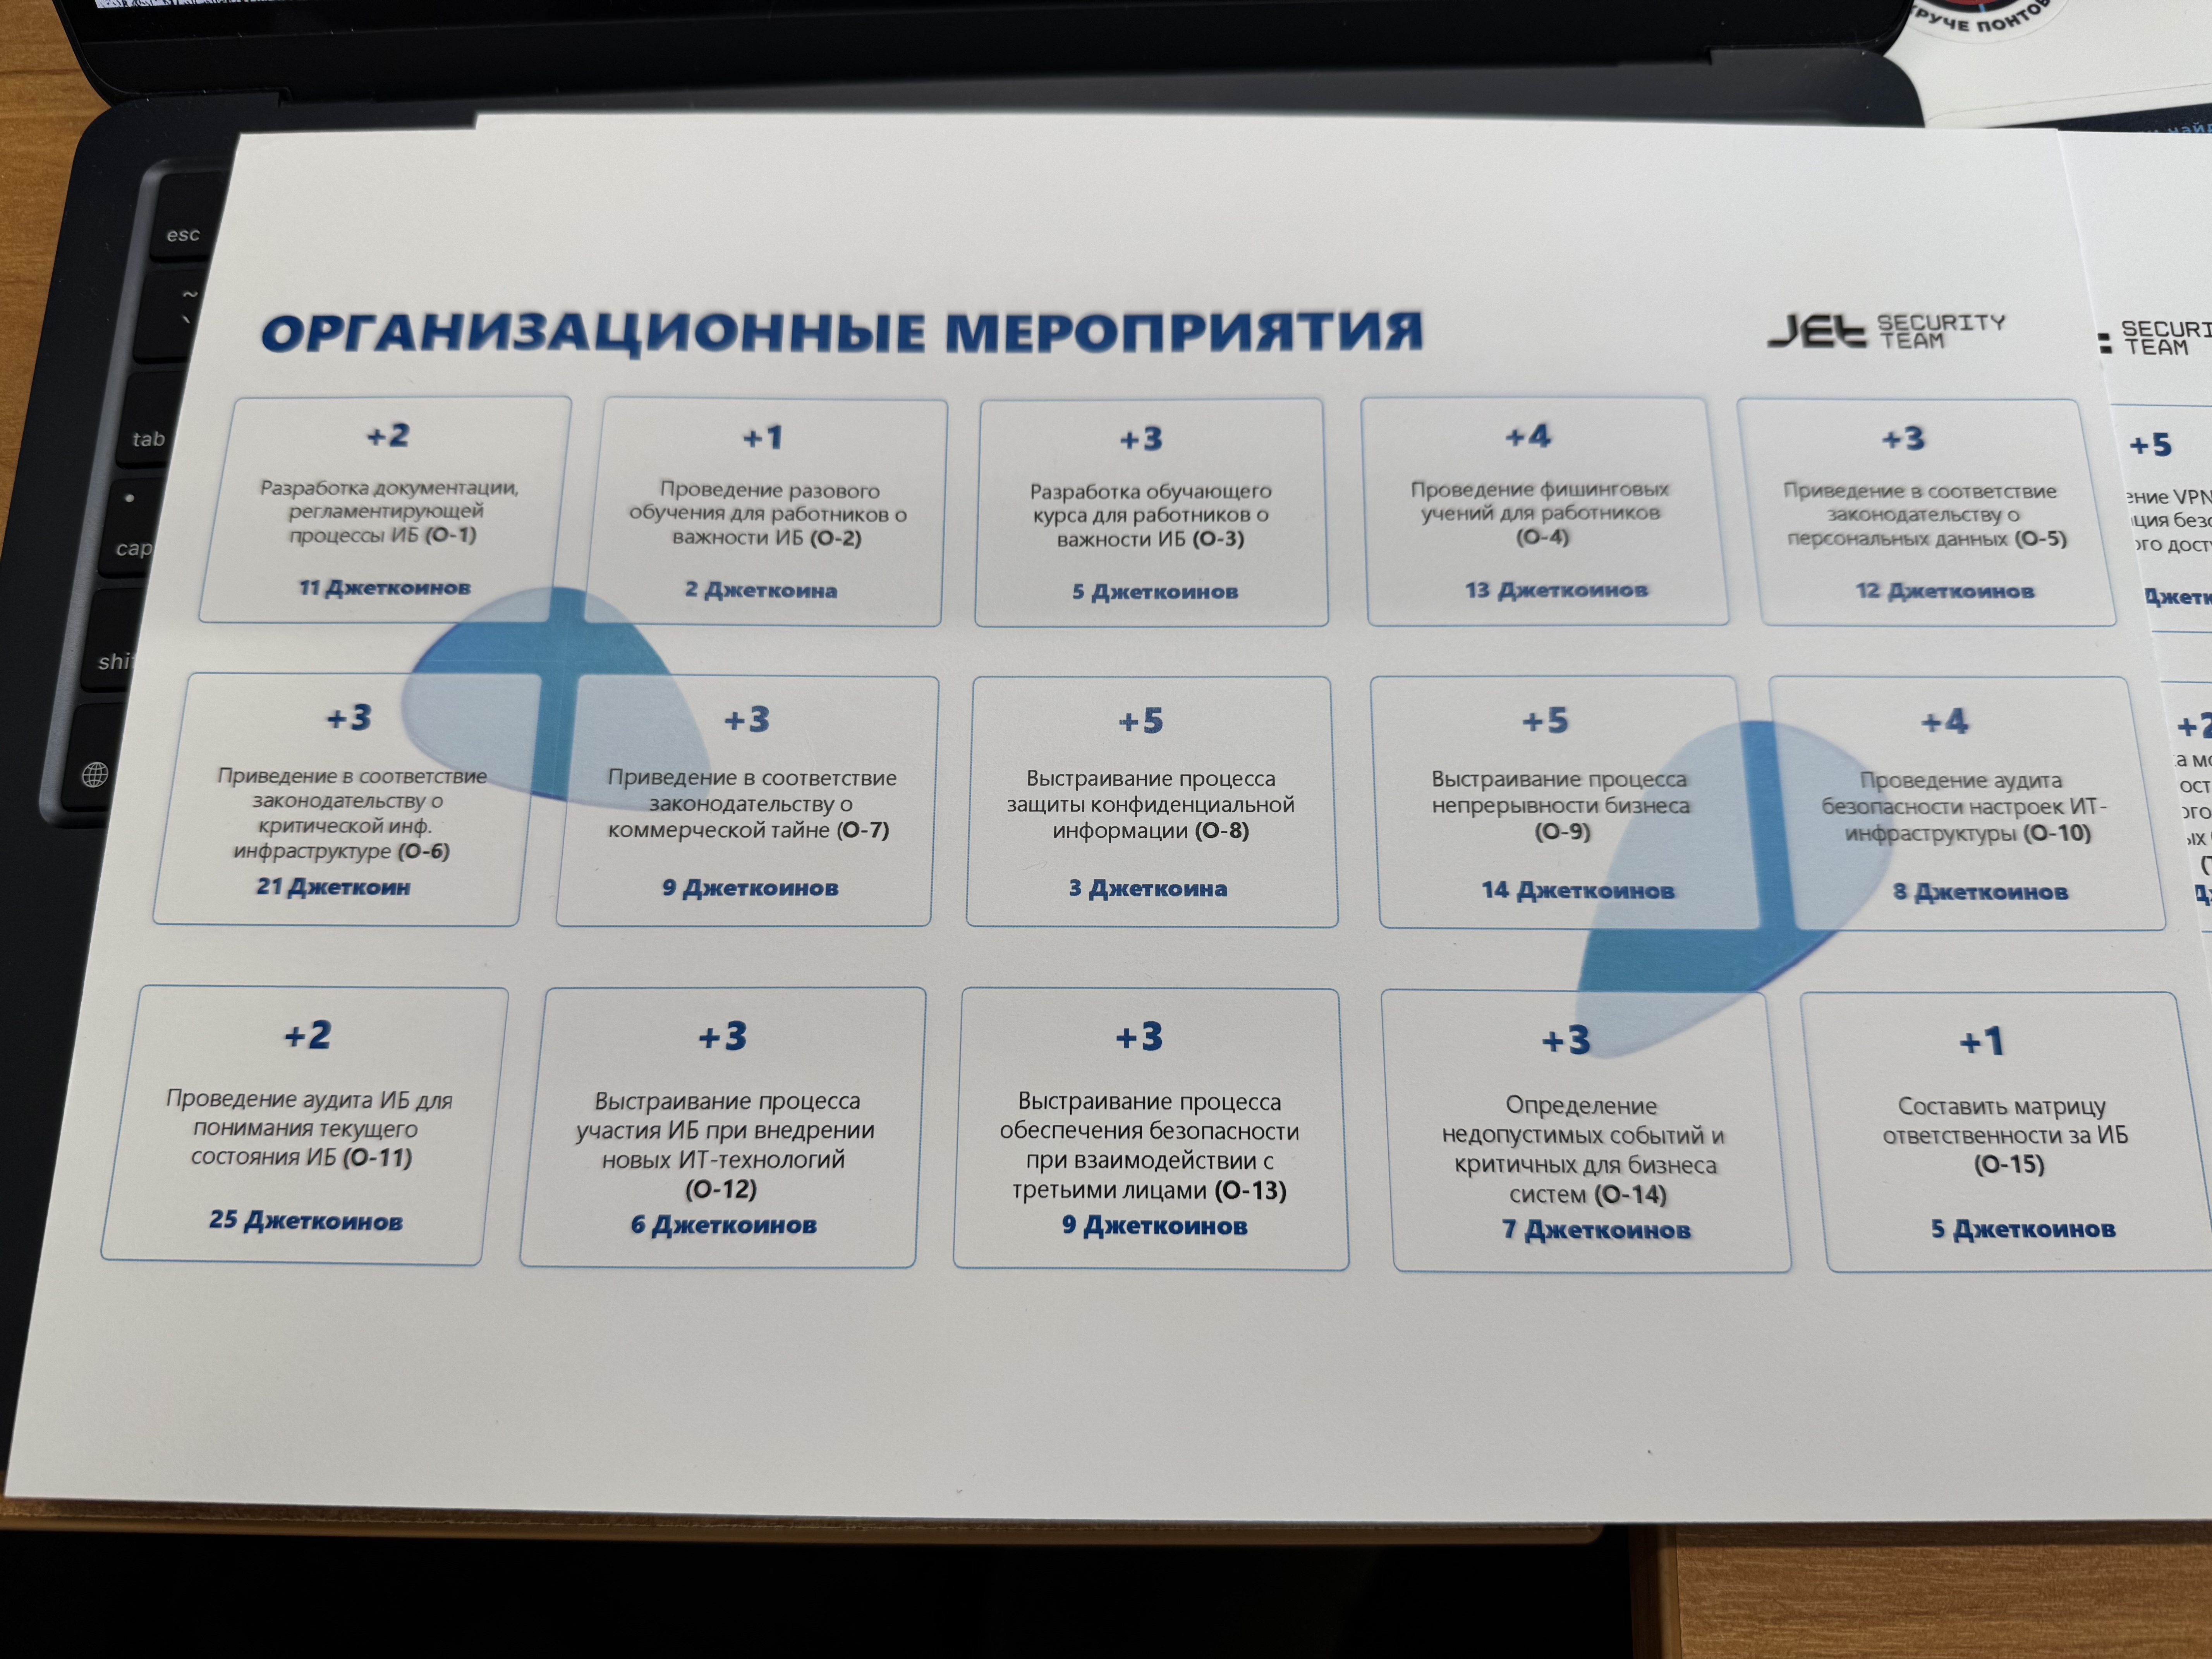 КРУЧЕ ПОНТОВ
esc
~
`
tab
cap
shi
ОРГАНИЗАЦИОННЫЕ МЕРОПРИЯТИЯ
JET SECURITY
TEAM
SECURI
TEAM
+2
Разработка документации,
регламентирующей
процессы ИБ (О-1)
11 Джеткоинов
+1
Проведение разового
обучения для работников о
важности ИБ (О-2)
2 Джеткоина
+3
Разработка обучающего
курса для работников о
важности ИБ (О-3)
5 Джеткоинов
+4
Проведение фишинговых
учений для работников
(О-4)
13 Джеткоинов
+3
Приведение в соответствие
законодательству о
персональных данных (О-5)
12 Джеткоинов
+5
ение VPN
ция безо
ого дост
Джетк
+3
Приведение в соответствие
законодательству о
критической инф.
инфраструктуре (О-6)
21 Джеткоин
+3
Приведение в соответствие
законодательству о
коммерческой тайне (О-7)
9 Джеткоинов
+5
Выстраивание процесса
защиты конфиденциальной
информации (О-8)
3 Джеткоина
+5
Выстраивание процесса
непрерывности бизнеса
(О-9)
14 Джеткоинов
+4
Проведение аудита
безопасности настроек ИТ-
инфраструктуры (О-10)
8 Джеткоинов
+2
+2
Проведение аудита ИБ для
понимания текущего
состояния ИБ (О-11)
25 Джеткоинов
+3
Выстраивание процесса
участия ИБ при внедрении
новых ИТ-технологий
(О-12)
6 Джеткоинов
+3
Выстраивание процесса
обеспечения безопасности
при взаимодействии с
третьими лицами (О-13)
9 Джеткоинов
+3
Определение
недопустимых событий и
критичных для бизнеса
систем (О-14)
7 Джеткоинов
+1
Составить матрицу
ответственности за ИБ
(О-15)
5 Джеткоинов